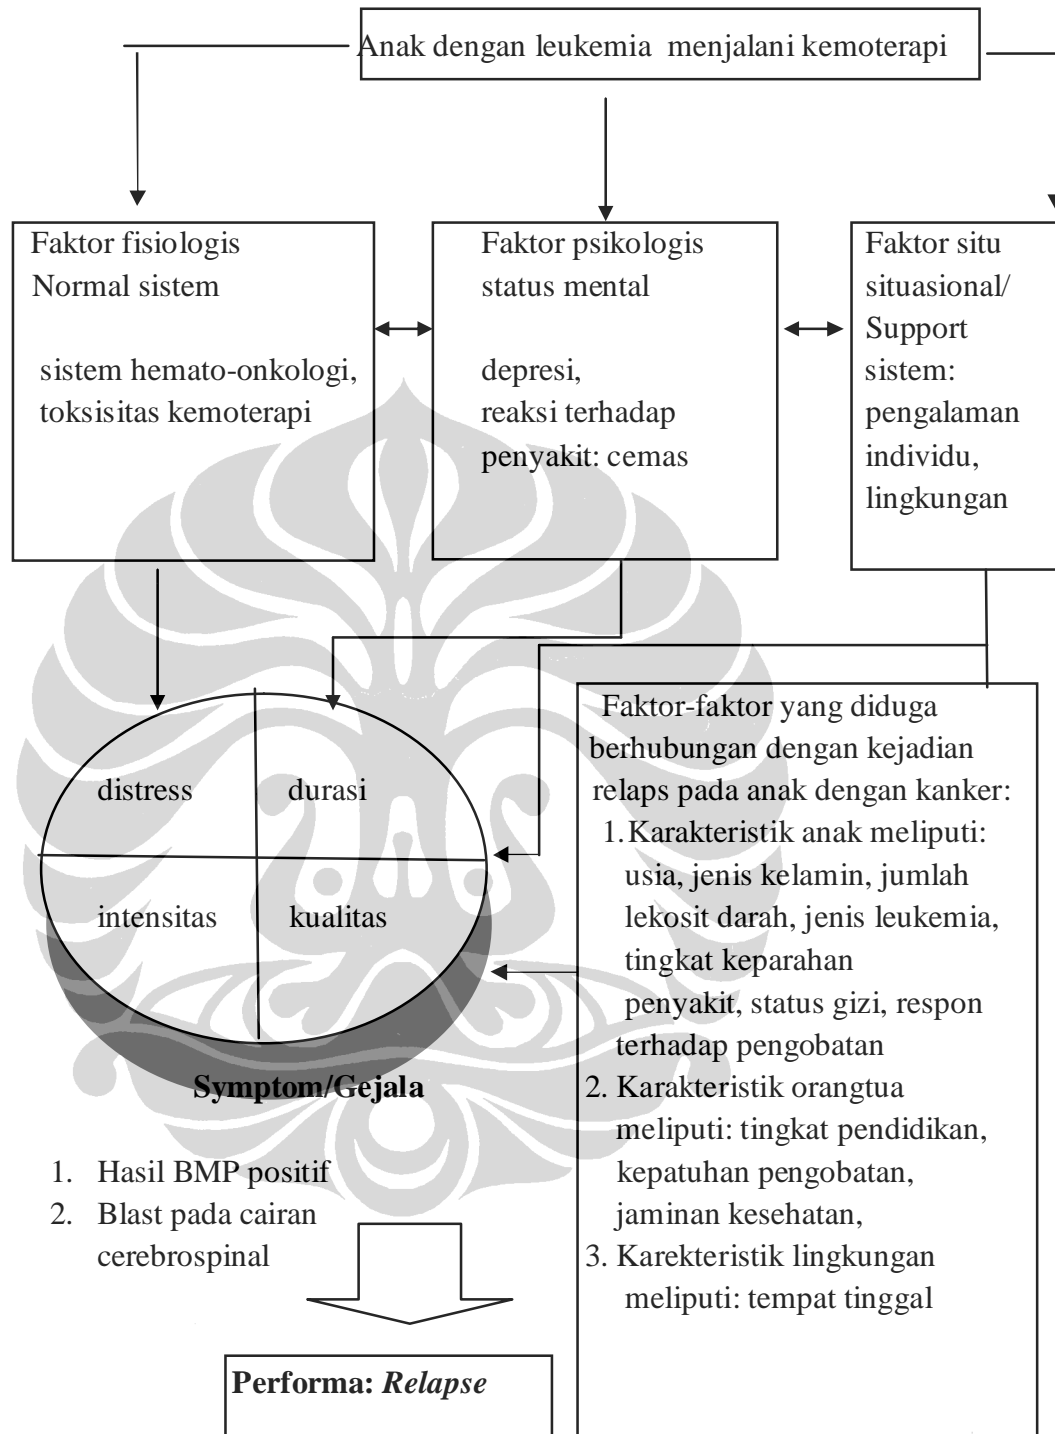 Anak dengan leukemia menjalani kemoterapi
Faktor fisiologis
Normal sistem
sistem hemato-onkologi,
toksisitas kemoterapi
Faktor psikologis
status mental
depresi,
reaksi terhadap
penyakit: cemas
Faktor situ
situasional/
Support
sistem:
pengalaman
individu,
lingkungan
distress
durasi
intensitas
kualitas
Symptom/Gejala
1. Hasil BMP positif
2. Blast pada cairan
cerebrospinal
Faktor-faktor yang diduga
berhubungan dengan kejadian
relaps pada anak dengan kanker:
1. Karakteristik anak meliputi:
usia, jenis kelamin, jumlah
lekosit darah, jenis leukemia,
tingkat keparahan
penyakit, status gizi, respon
terhadap pengobatan
2. Karakteristik orangtua
meliputi: tingkat pendidikan,
kepatuhan pengobatan,
jaminan kesehatan,
3. Karekteristik lingkungan
meliputi: tempat tinggal
Performa: Relapse